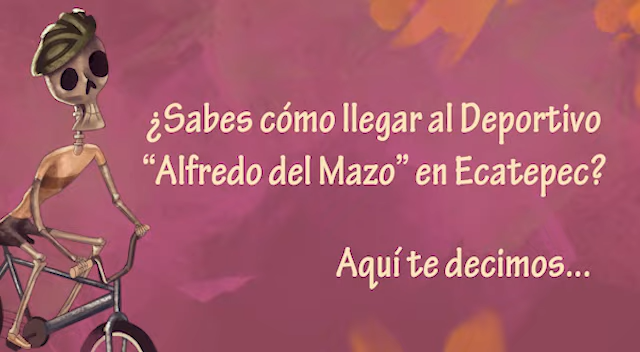 ¿Sabes cómo llegar al Deportivo
“Alfredo del Mazo” en Ecatepec?
Aquí te decimos...